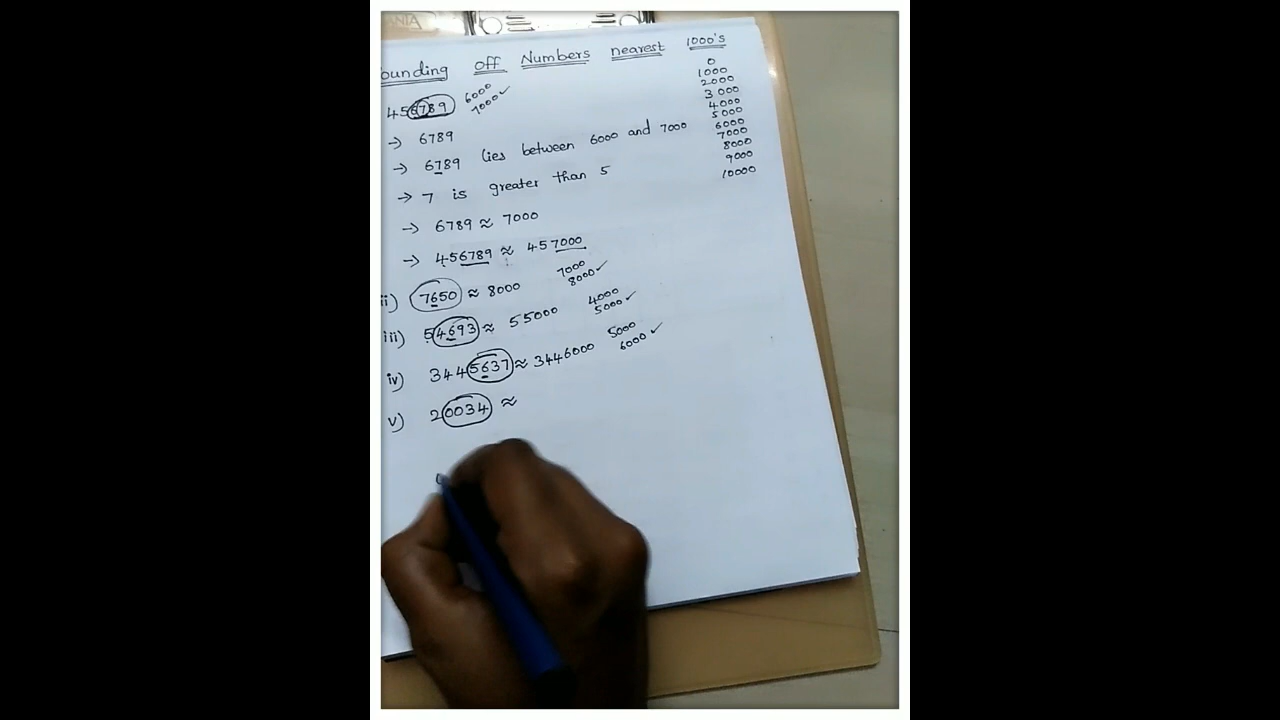 ounding off Numbers nearest 1000's
456789 6000
7000✓
→ 6789
→ 6789 lies between 6000 and 7000
→ 7 is greater than 5
→ 6789 ≈ 7000
→ 456789 ≈ 457000
ii) 7650 ≈ 8000 7000
8000✓
iii) 54693 ≈ 55000 4000
5000✓
iv) 3445637 ≈ 3446000 5000
6000✓
v) 20034 ≈
0
0
1000
2000
3000
4000
5000
6000
7000
8000
9000
10000